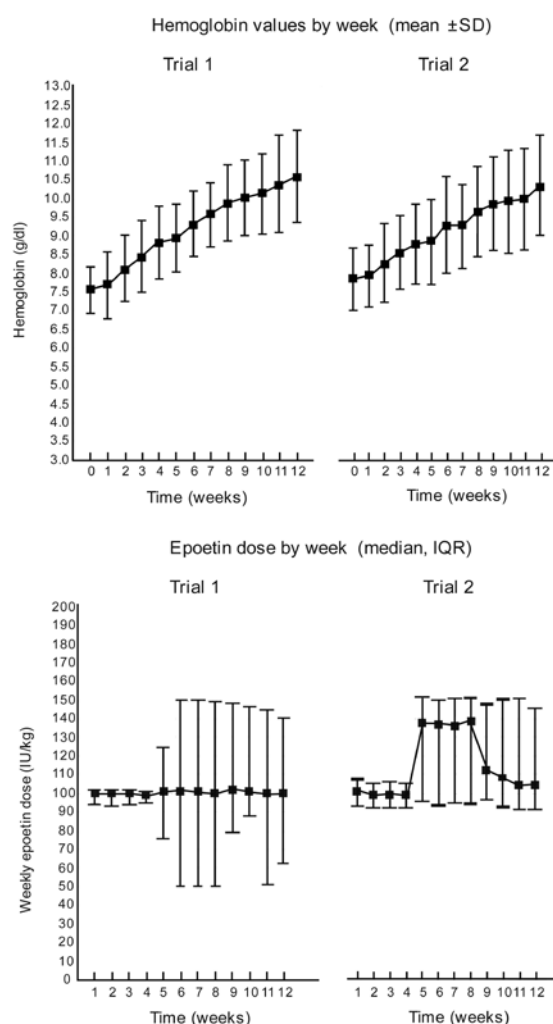 Hemoglobin values by week (mean ±SD)
Trial 1
Trial 2
Hemoglobin (g/dl)
13.0
12.5
12.0
11.5
11.0
10.5
10.0
9.5
9.0
8.5
8.0
7.5
7.0
6.5
6.0
5.5
5.0
4.5
4.0
3.5
3.0
0 1 2 3 4 5 6 7 8 9 10 11 12
0 1 2 3 4 5 6 7 8 9 10 11 12
Time (weeks)
Time (weeks)
Epoetin dose by week (median, IQR)
Trial 1
Trial 2
Weekly epoetin dose (IU/kg)
200
190
180
170
160
150
140
130
120
110
100
90
80
70
60
50
40
30
20
10
0
1 2 3 4 5 6 7 8 9 10 11 12
1 2 3 4 5 6 7 8 9 10 11 12
Time (weeks)
Time (weeks)